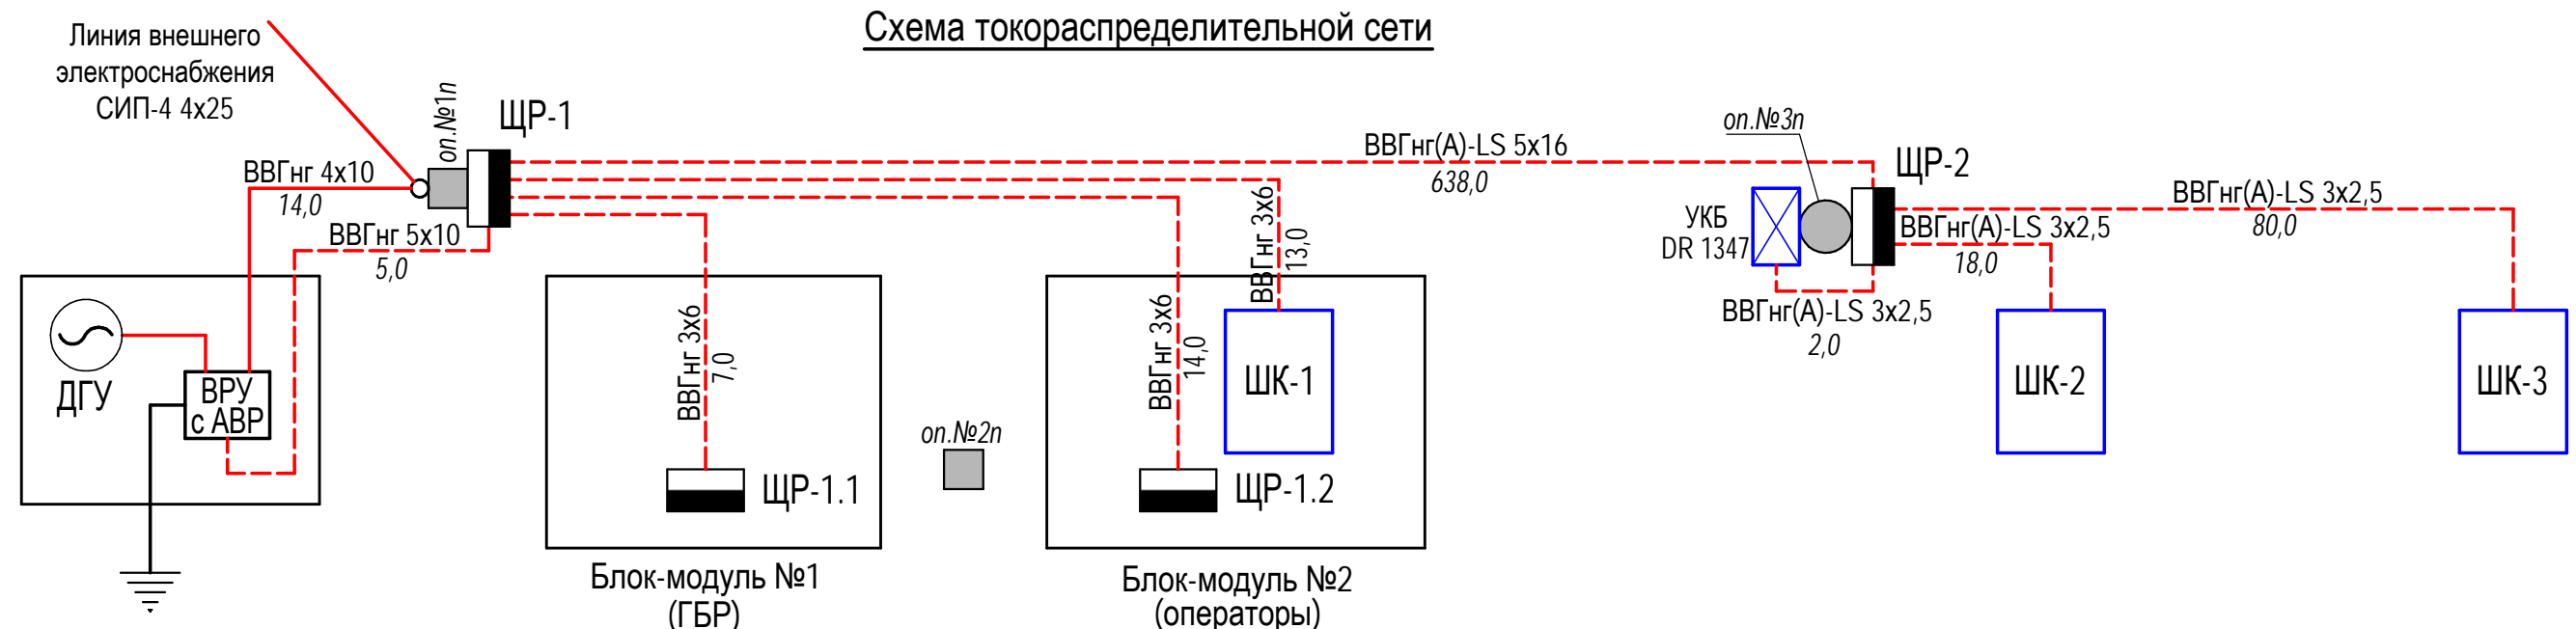 Схема токораспределительной сети
Линия внешнего
электроснабжения
СИП-4 4х25
оп.№1п
ЩР-1
ВВГнг 4х10
14,0
ВВГнг 5х10
5,0
ВВГнг(А)-LS 5х16
638,0
оп.№3п
ЩР-2
УКБ
DR 1347
ВВГнг(А)-LS 3х2,5
80,0
ВВГнг(А)-LS 3х2,5
18,0
ВВГнг(А)-LS 3х2,5
2,0
ВВГнг 3х6
13,0
ВВГнг 3х6
7,0
ВВГнг 3х6
14,0
ДГУ
ВРУ
с АВР
ШК-1
ШК-2
ШК-3
оп.№2п
ЩР-1.1
ЩР-1.2
Блок-модуль №1
(ГБР)
Блок-модуль №2
(операторы)